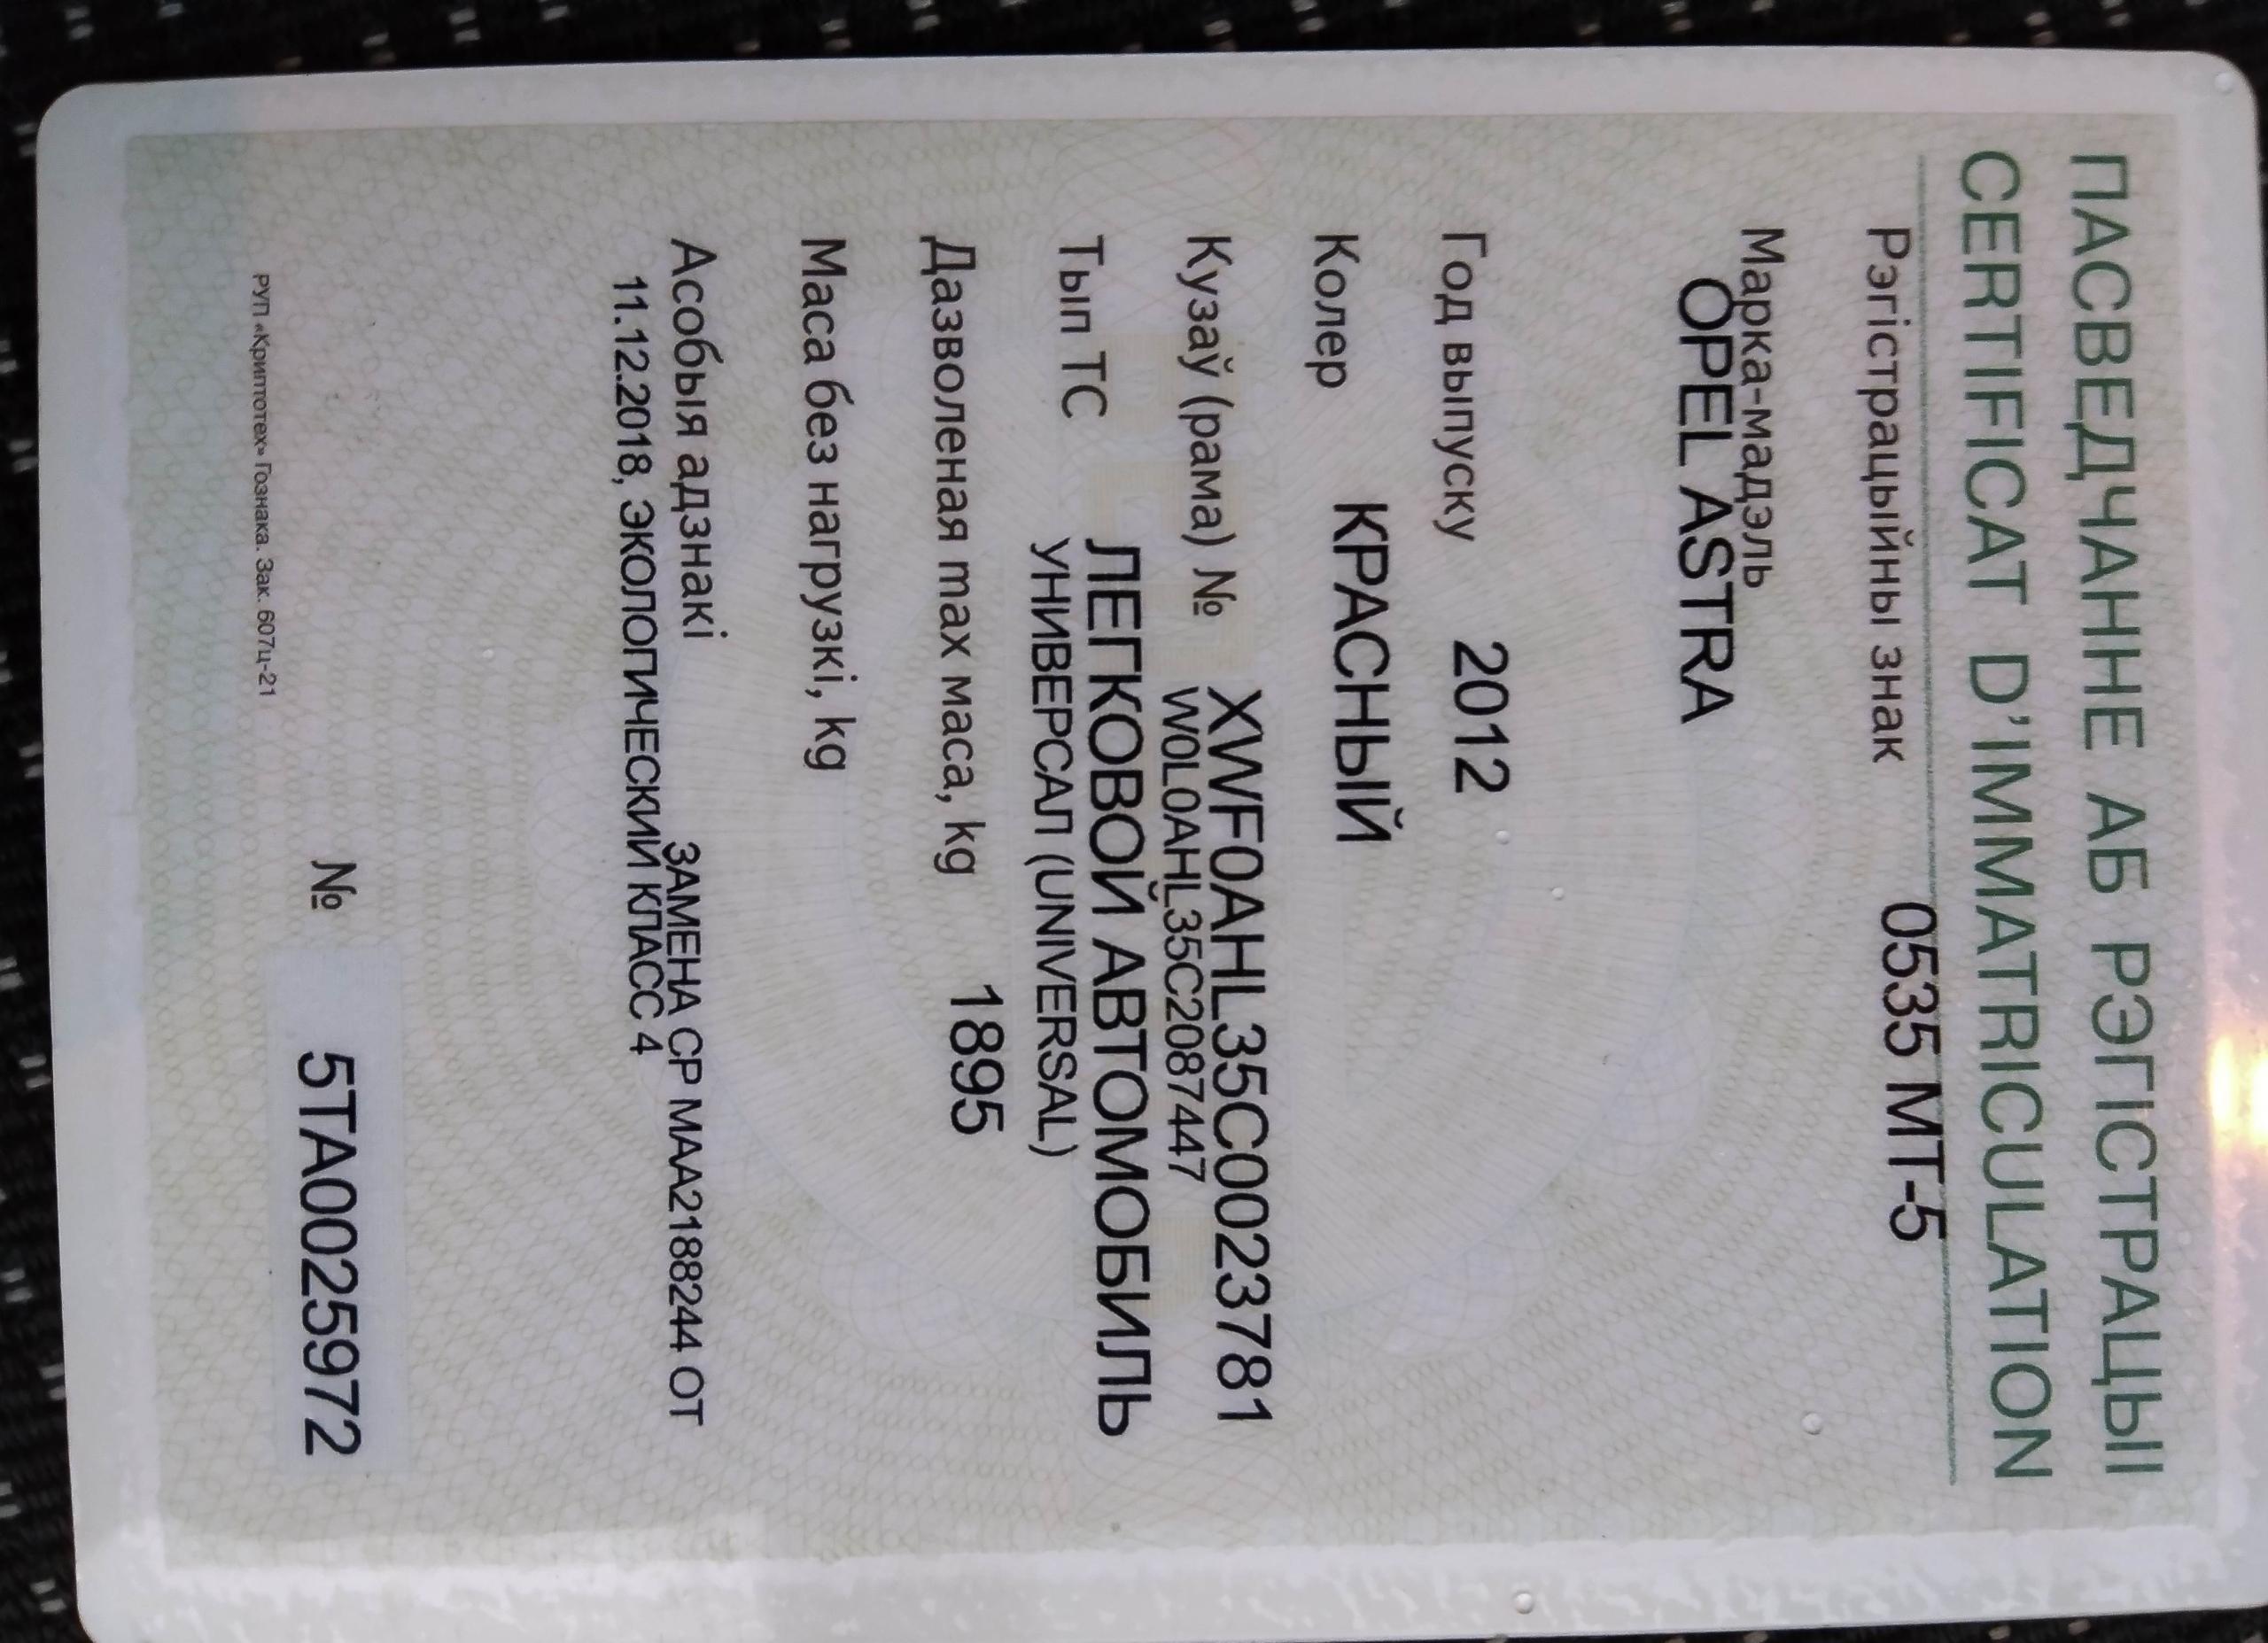 ПАСВЕДЧАННЕ АБ РЭГІСТРАЦЫІ
CERTIFICAT D'IMMATRICULATION
Рэгістрацыйны знак 0535 МТ-5
Марка-мадэль
OPEL ASTRA
Год выпуску 2012
Колер КРАСНЫЙ
Кузаў (рама) № XWF0AHL35C0023781
W0L0AHL35C2087447
Тып ТС ЛЕГКОВОЙ АВТОМОБИЛЬ
УНИВЕРСАЛ (UNIVERSAL)
Дазволеная max маса, kg 1895
Маса без нагрузкі, kg
Асобыя адзнакі ЗАМЕНА СР МАА2188244 ОТ
11.12.2018, ЭКОЛОГИЧЕСКИЙ КЛАСС 4
№ 5TA0025972
РУП «Криптотех» Гознака. Зак. 607ц-21